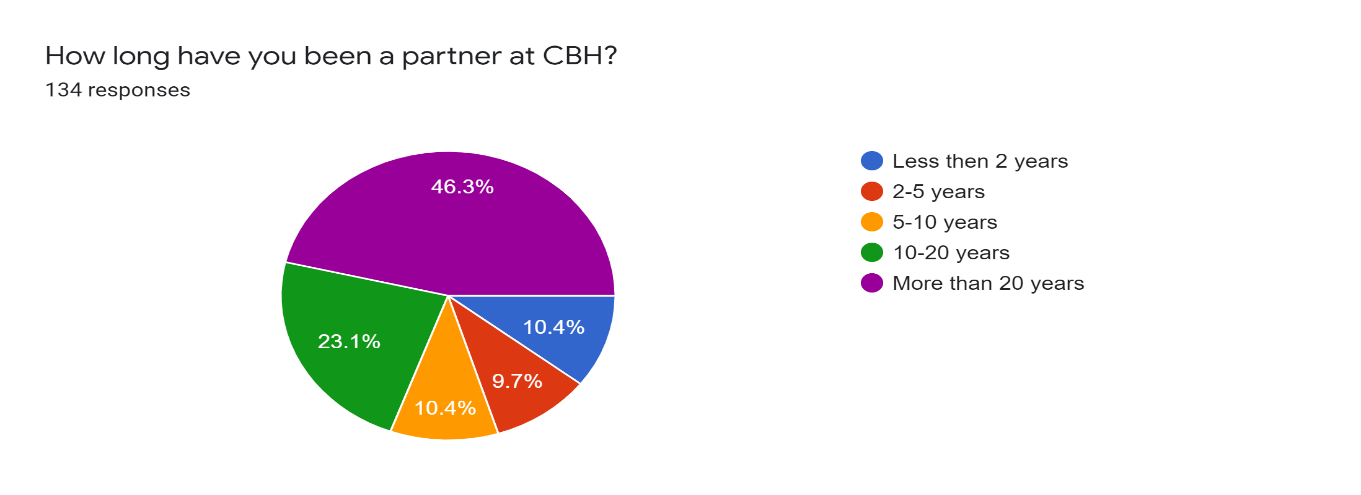 How long have you been a partner at CBH?
134 responses
46.3%
23.1%
10.4%
9.7%
10.4%
Less then 2 years
2-5 years
5-10 years
10-20 years
More than 20 years